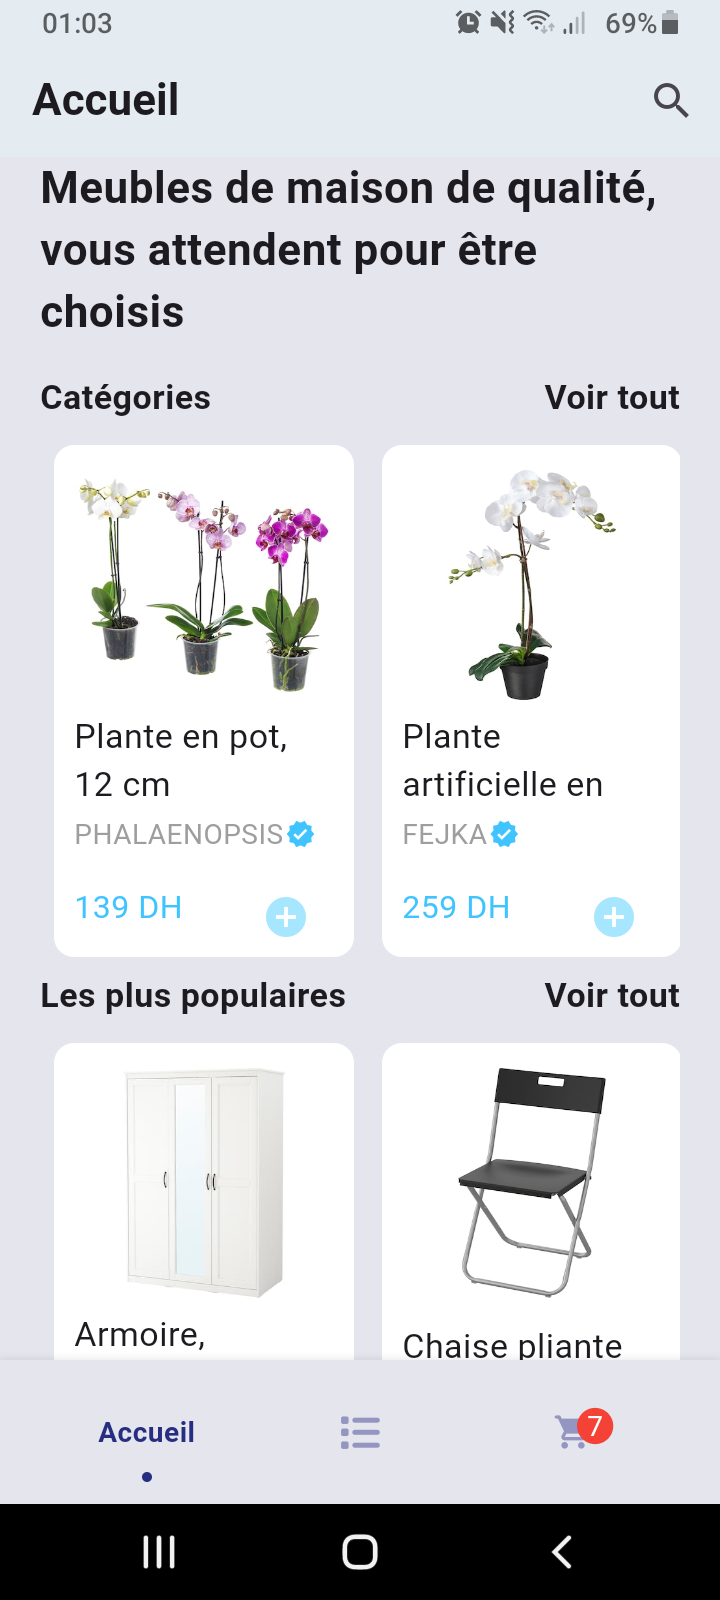 01:03
69%
Accueil
Meubles de maison de qualité,
vous attendent pour être
choisis
Catégories
Voir tout
Plante en pot,
12 cm
PHALAENOPSIS
139 DH
Plante
artificielle en
FEJKA
259 DH
Les plus populaires
Voir tout
Armoire,
Chaise pliante
Accueil
7